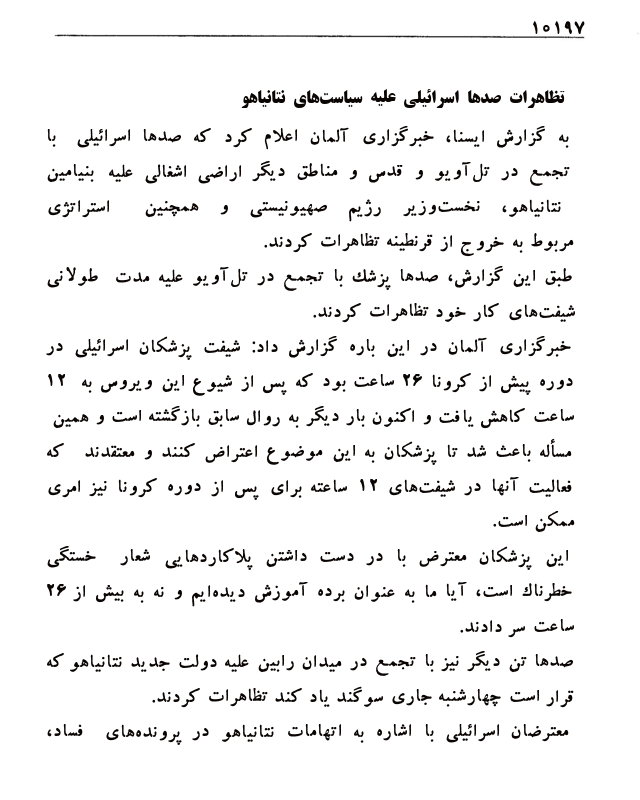 ۱۰۱۹۷
تظاهرات صدها اسرائیلی علیه سیاست‌های نتانیاهو
به گزارش ایسنا، خبرگزاری آلمان اعلام کرد که صدها اسرائیلی با
تجمع در تل‌آویو و قدس و مناطق دیگر اراضی اشغالی علیه بنیامین
نتانیاهو، نخست‌وزیر رژیم صهیونیستی و همچنین استراتژی
مربوط به خروج از قرنطینه تظاهرات کردند.
طبق این گزارش، صدها پزشك با تجمع در تل‌آویو علیه مدت طولانی
شیفت‌های کار خود تظاهرات کردند.
خبرگزاری آلمان در این باره گزارش داد: شیفت پزشکان اسرائیلی در
دوره پیش از کرونا ۲۶ ساعت بود که پس از شیوع این ویروس به ۱۲
ساعت کاهش یافت و اکنون بار دیگر به روال سابق بازگشته است و همین
مسأله باعث شد تا پزشکان به این موضوع اعتراض کنند و معتقدند که
فعالیت آنها در شیفت‌های ۱۲ ساعته برای پس از دوره کرونا نیز امری
ممکن است.
این پزشکان معترض با در دست داشتن پلاکاردهایی شعار خستگی
خطرناك است، آیا ما به عنوان برده آموزش دیده‌ایم و نه به بیش از ۲۶
ساعت سر دادند.
صدها تن دیگر نیز با تجمع در میدان رابین علیه دولت جدید نتانیاهو که
قرار است چهارشنبه جاری سوگند یاد کند تظاهرات کردند.
معترضان اسرائیلی با اشاره به اتهامات نتانیاهو در پرونده‌های فساد،